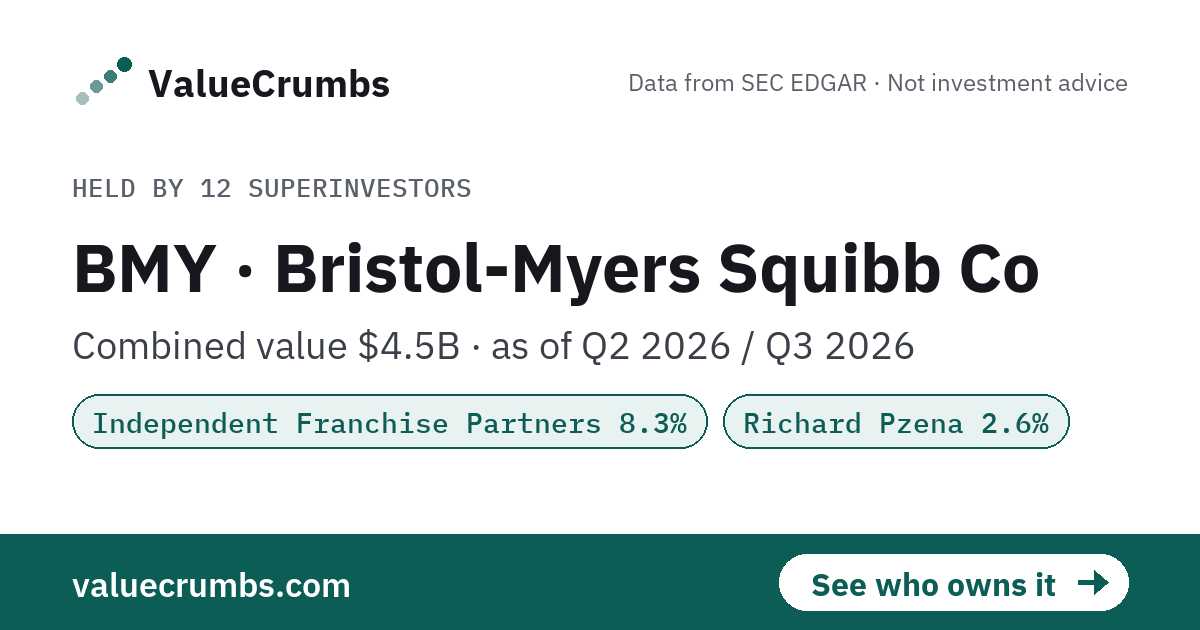 ValueCrumbs
Data from SEC EDGAR · Not investment advice
HELD BY 12 SUPERINVESTORS
BMY · Bristol-Myers Squibb Co
Combined value $4.5B · as of Q2 2026 / Q3 2026
Independent Franchise Partners 8.3%
Richard Pzena 2.6%
valuecrumbs.com
See who owns it →